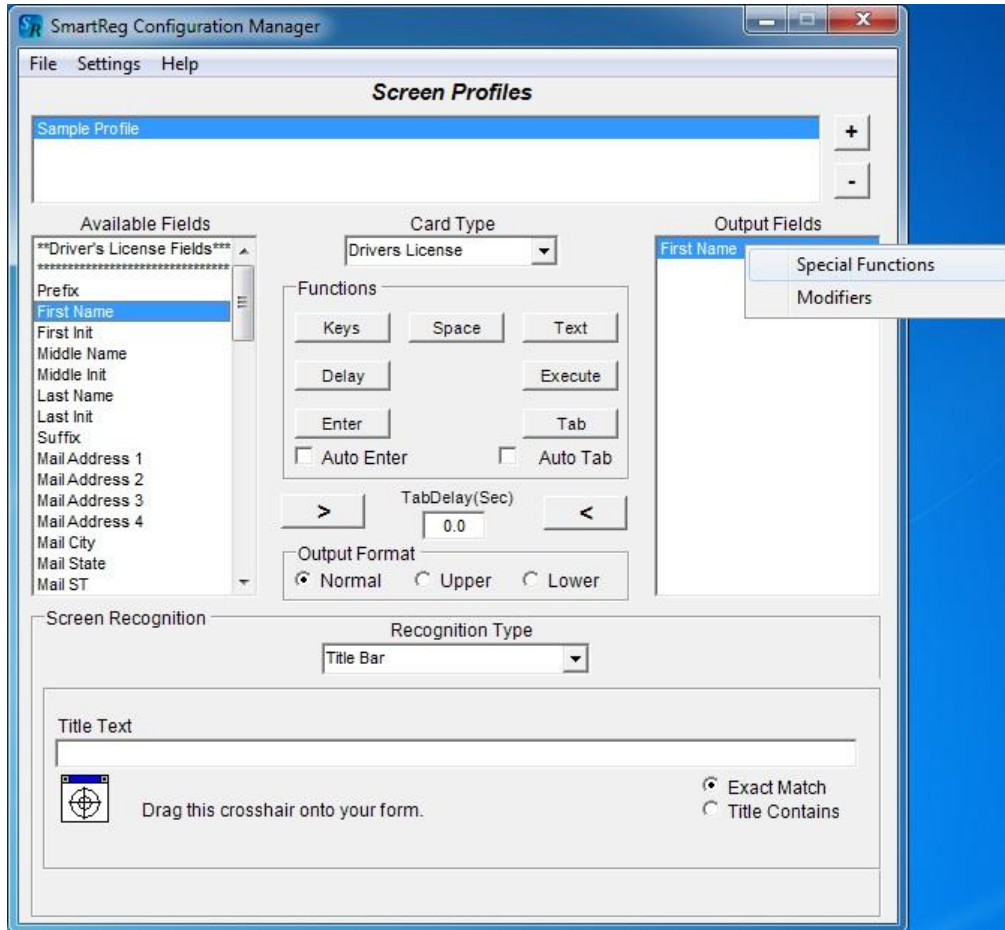 SR SmartReg Configuration Manager
File Settings Help
Screen Profiles
Sample Profile
+
-
Available Fields
**Driver's License Fields***
********************************
Prefix
First Name
First Init
Middle Name
Middle Init
Last Name
Last Init
Suffix
Mail Address 1
Mail Address 2
Mail Address 3
Mail Address 4
Mail City
Mail State
Mail ST
Card Type
Drivers License
Functions
Keys Space Text
Delay Execute
Enter Tab
Auto Enter Auto Tab
> TabDelay(Sec) <
0.0
Output Format
Normal Upper Lower
Output Fields
First Name
Special Functions
Modifiers
Screen Recognition
Recognition Type
Title Bar
Title Text
Drag this crosshair onto your form.
Exact Match
Title Contains